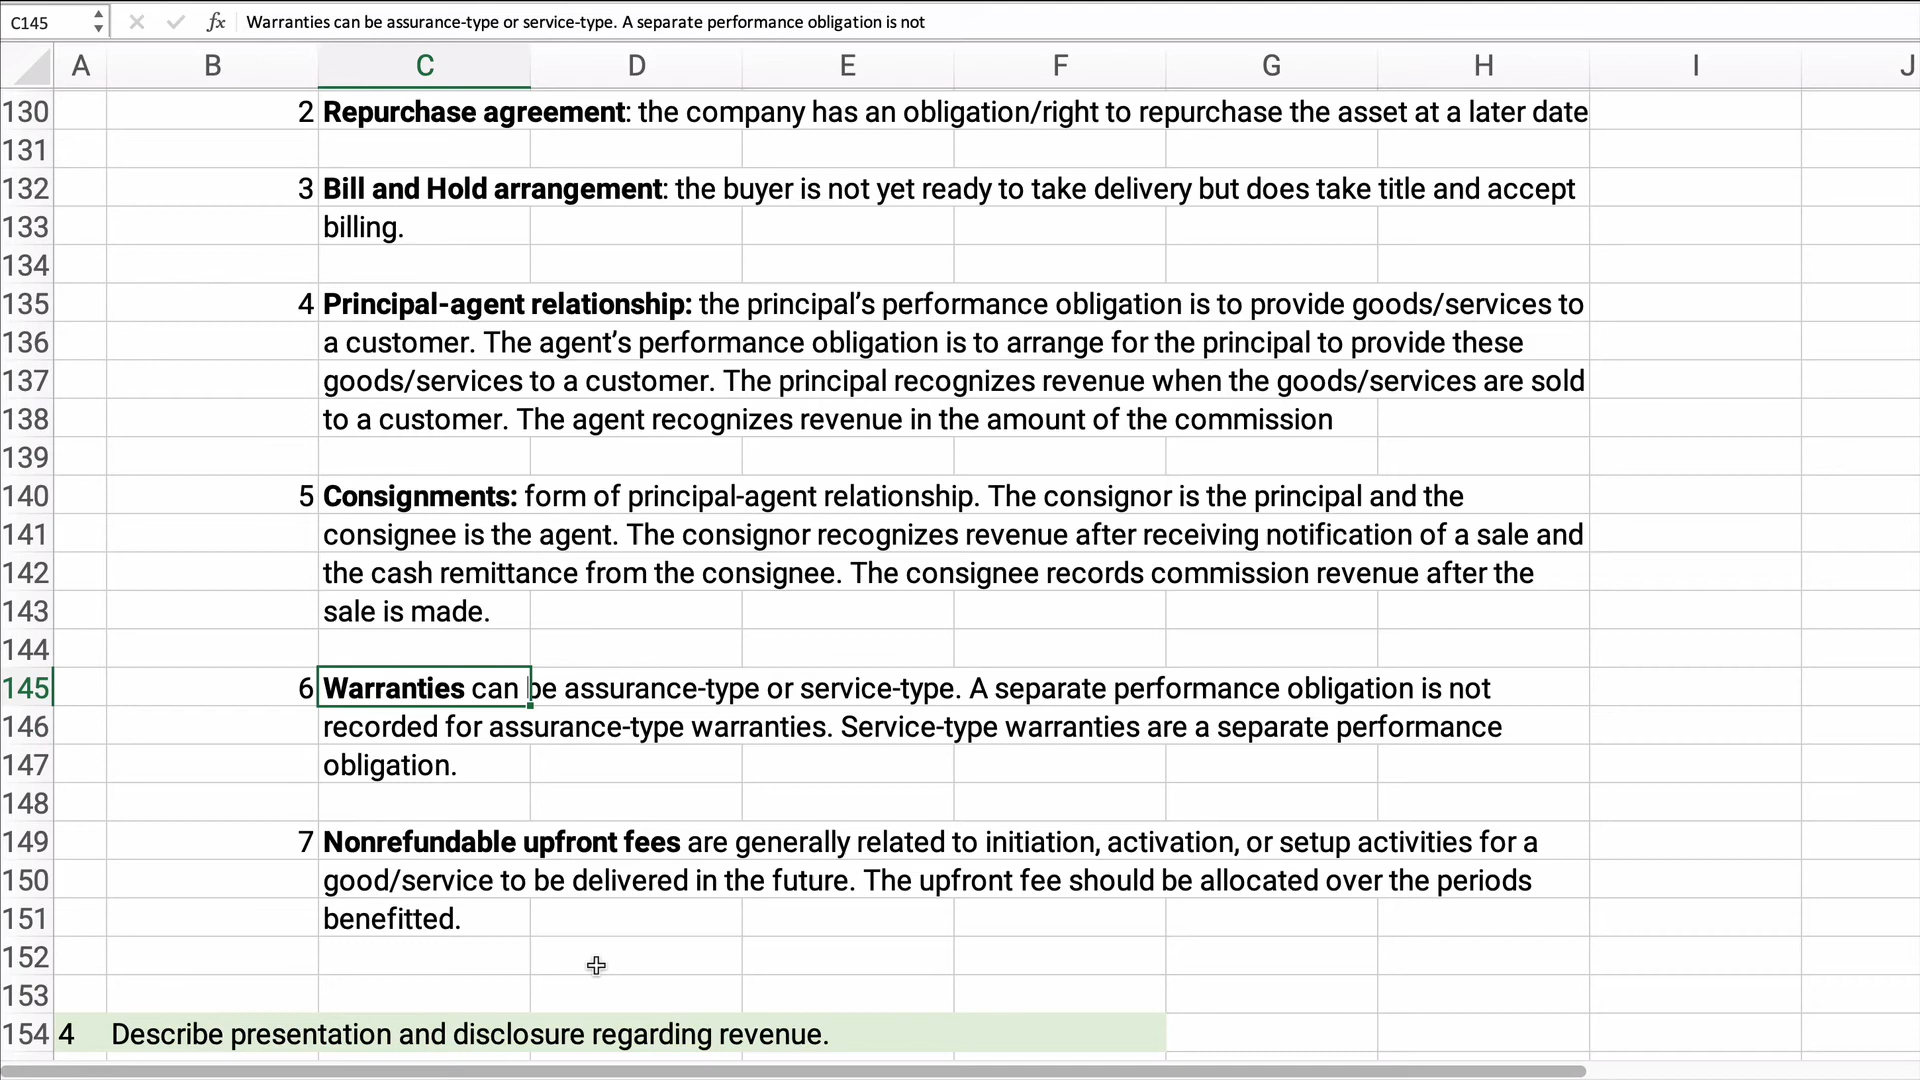 C145 fx Warranties can be assurance-type or service-type. A separate performance obligation is not
A B C D E F G H I J
130 2 Repurchase agreement: the company has an obligation/right to repurchase the asset at a later date
131
132 3 Bill and Hold arrangement: the buyer is not yet ready to take delivery but does take title and accept
133 billing.
134
135 4 Principal-agent relationship: the principal’s performance obligation is to provide goods/services to
136 a customer. The agent’s performance obligation is to arrange for the principal to provide these
137 goods/services to a customer. The principal recognizes revenue when the goods/services are sold
138 to a customer. The agent recognizes revenue in the amount of the commission
139
140 5 Consignments: form of principal-agent relationship. The consignor is the principal and the
141 consignee is the agent. The consignor recognizes revenue after receiving notification of a sale and
142 the cash remittance from the consignee. The consignee records commission revenue after the
143 sale is made.
144
145 6 Warranties can be assurance-type or service-type. A separate performance obligation is not
146 recorded for assurance-type warranties. Service-type warranties are a separate performance
147 obligation.
148
149 7 Nonrefundable upfront fees are generally related to initiation, activation, or setup activities for a
150 good/service to be delivered in the future. The upfront fee should be allocated over the periods
151 benefitted.
152
153
154 4 Describe presentation and disclosure regarding revenue.